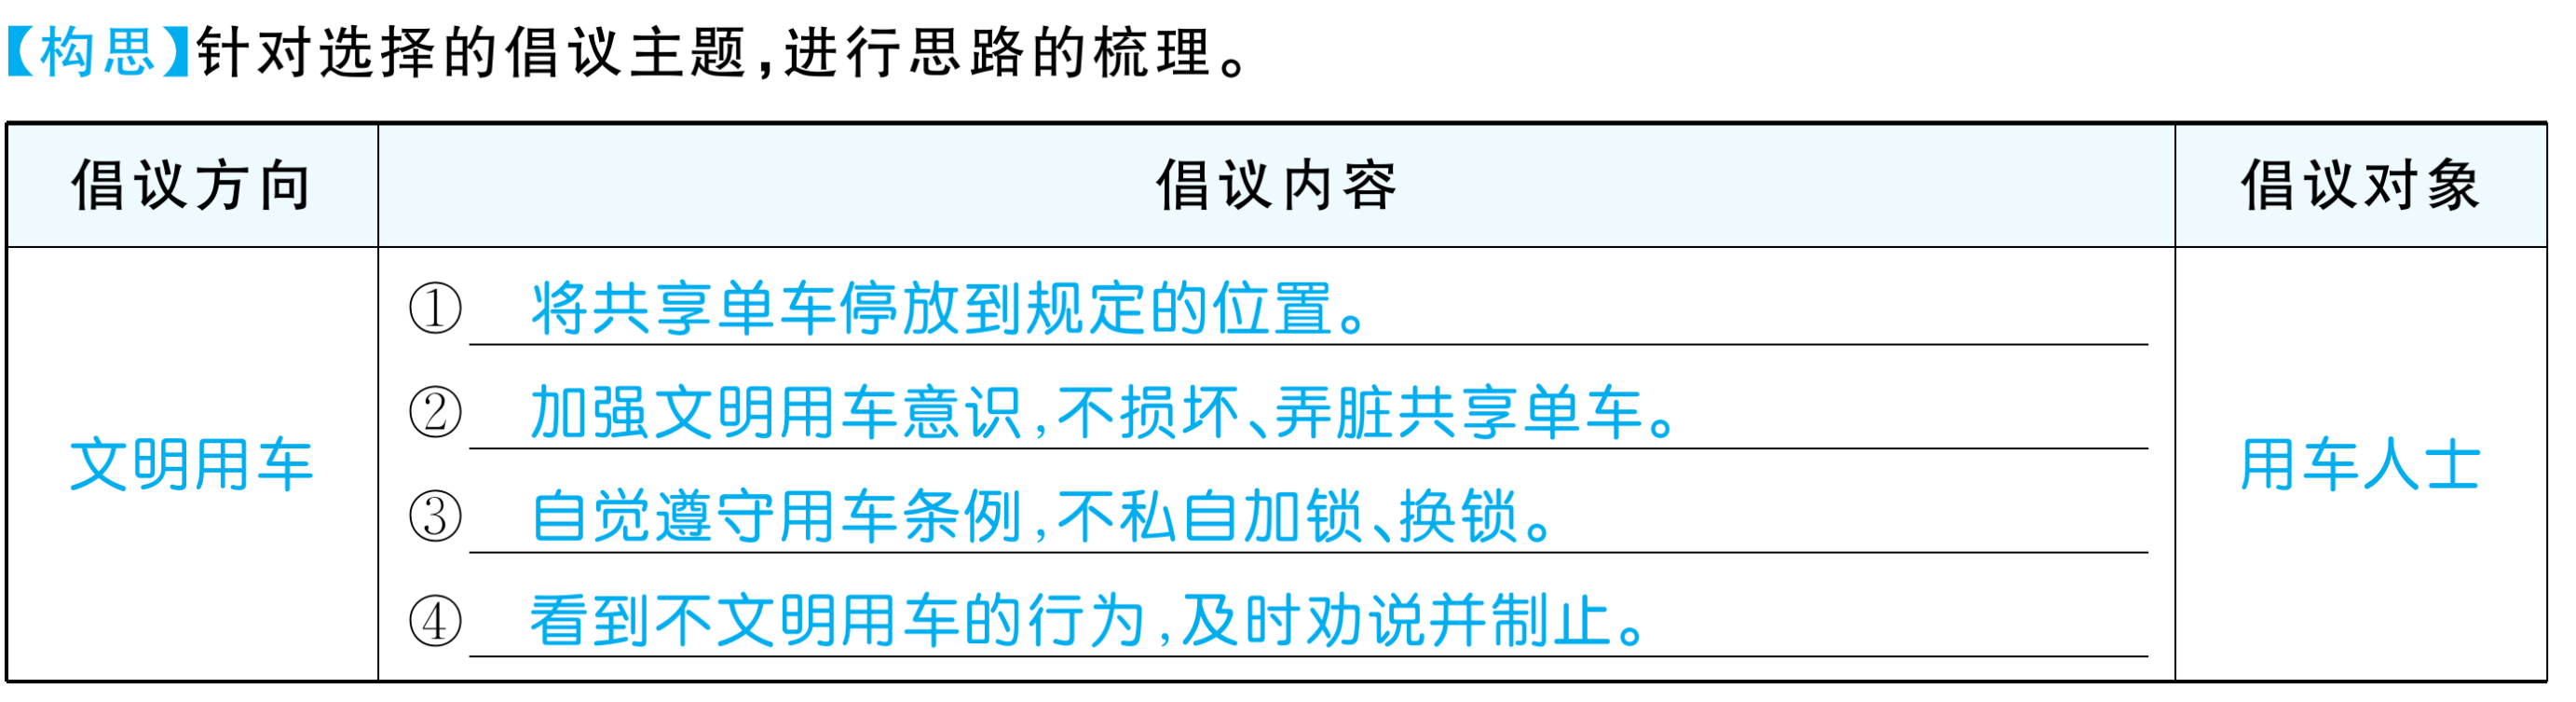 【构思】针对选择的倡议主题,进行思路的梳理。
倡议方向 倡议内容 倡议对象
文明用车
①将共享单车停放到规定的位置。
②加强文明用车意识,不损坏、弄脏共享单车。
③自觉遵守用车条例,不私自加锁、换锁。
④看到不文明用车的行为,及时劝说并制止。
用车人士